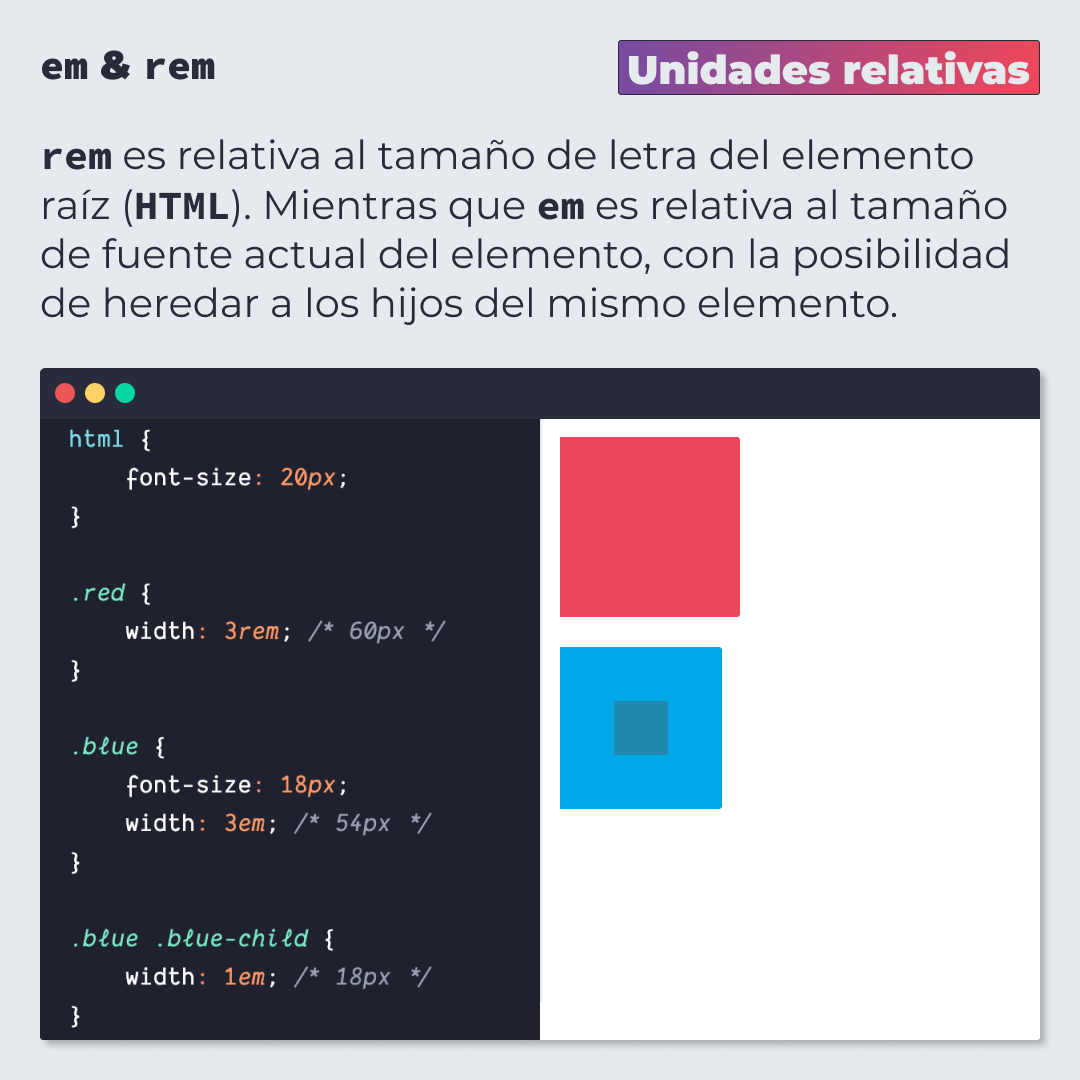 em & rem
Unidades relativas
rem es relativa al tamaño de letra del elemento
raíz (HTML). Mientras que em es relativa al tamaño
de fuente actual del elemento, con la posibilidad
de heredar a los hijos del mismo elemento.
html {
    font-size: 20px;
}
.red {
    width: 3rem; /* 60px */
}
.blue {
    font-size: 18px;
    width: 3em; /* 54px */
}
.blue .blue-child {
    width: 1em; /* 18px */
}